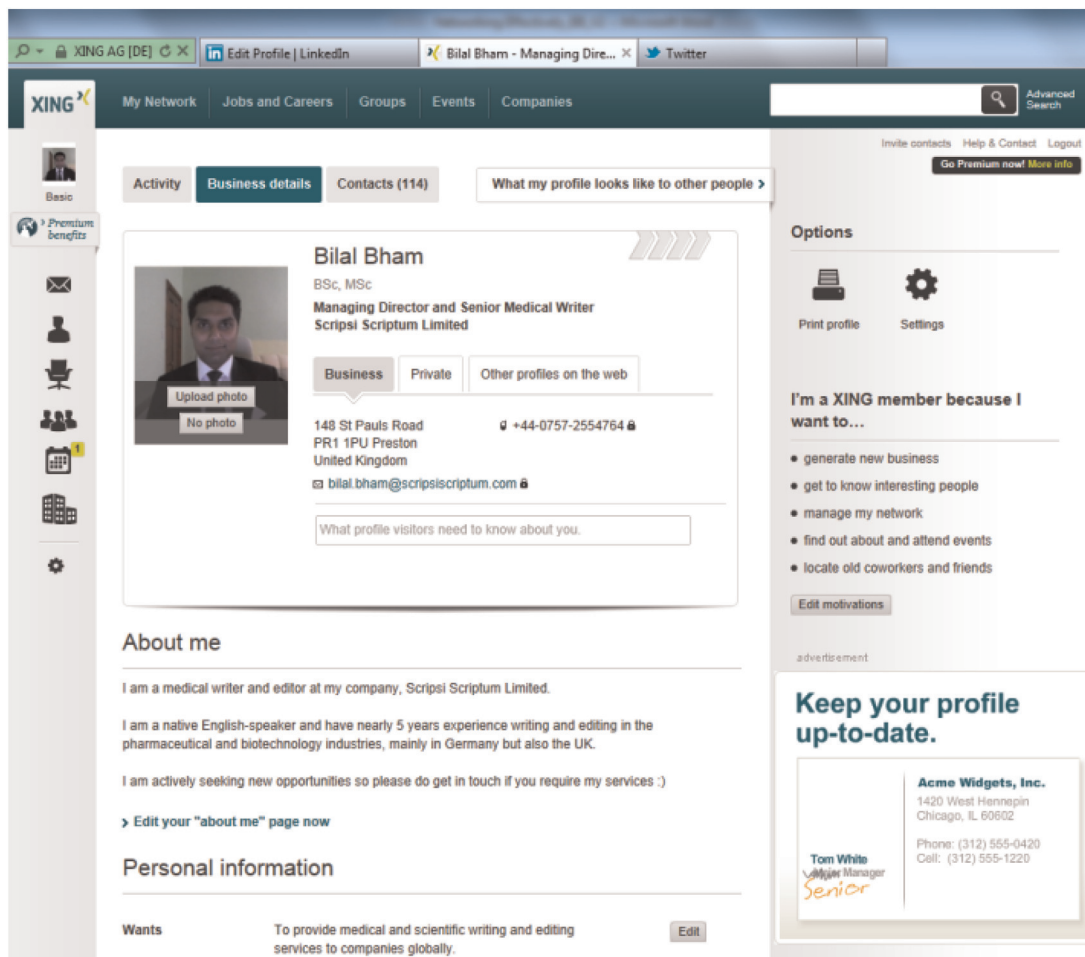 XING AG [DE]
Edit Profile | LinkedIn
Bilal Bham - Managing Dire...
Twitter
XING
My Network
Jobs and Careers
Groups
Events
Companies
Advanced
Search
Invite contacts
Help & Contact
Logout
Go Premium now! More info
Basic
Premium
benefits
1
Activity
Business details
Contacts (114)
What my profile looks like to other people
Bilal Bham
BSc, MSc
Managing Director and Senior Medical Writer
Scripsi Scriptum Limited
Upload photo
No photo
Business
Private
Other profiles on the web
148 St Pauls Road
PR1 1PU Preston
United Kingdom
+44-0757-2554764
bilal.bham@scripsiscriptum.com
What profile visitors need to know about you.
About me
I am a medical writer and editor at my company, Scripsi Scriptum Limited.
I am a native English-speaker and have nearly 5 years experience writing and editing in the
pharmaceutical and biotechnology industries, mainly in Germany but also the UK.
I am actively seeking new opportunities so please do get in touch if you require my services :)
Edit your "about me" page now
Personal information
Wants
To provide medical and scientific writing and editing
services to companies globally.
Edit
Options
Print profile
Settings
I'm a XING member because I
want to...
generate new business
get to know interesting people
manage my network
find out about and attend events
locate old coworkers and friends
Edit motivations
advertisement
Keep your profile
up-to-date.
Acme Widgets, Inc.
1420 West Hennepin
Chicago, IL 60602
Phone: (312) 555-0420
Cell: (312) 555-1220
Tom White
Manager
Senior